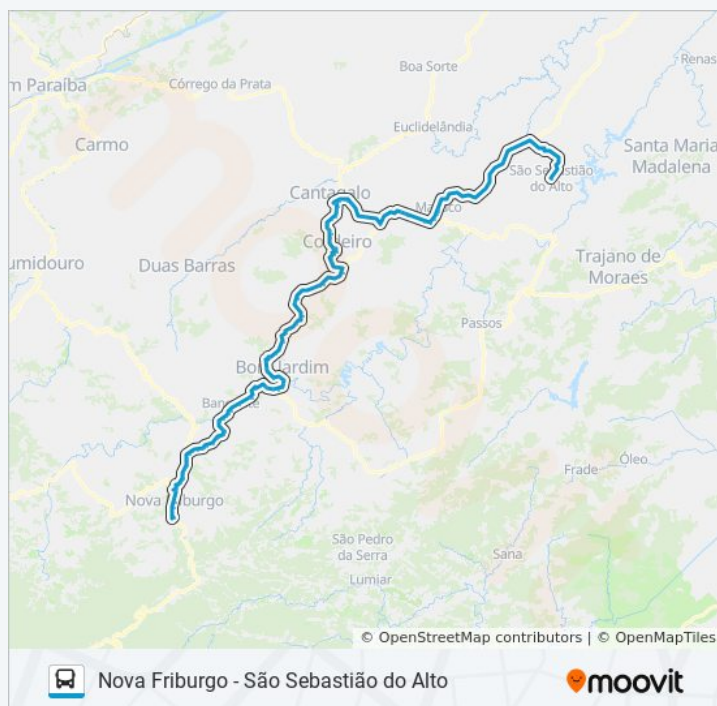 Renas
Boa Sorte
m Paraíba
Córrego da Prata
Euclidelândia
Carmo
Santa Maria
Madalena
São Sebastião
do Alto
Cantagalo
Macuco
Cordeiro
Trajano de
Moraes
umidouro
Duas Barras
Passos
Bom Jardim
Banquete
Frade
Óleo
Nova Friburgo
São Pedro
da Serra
Sana
Lumiar
© OpenStreetMap contributors | © OpenMapTiles
Nova Friburgo - São Sebastião do Alto
moovit